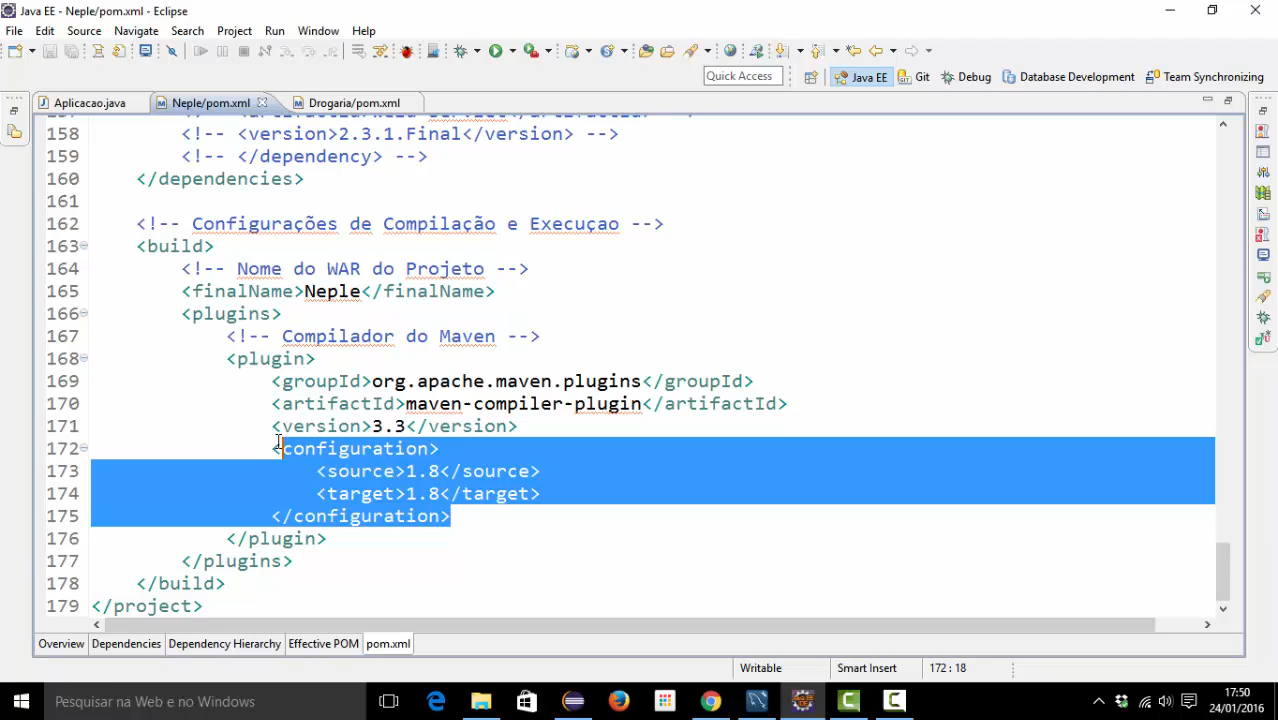 Java EE - Neple/pom.xml - Eclipse
File Edit Source Navigate Search Project Run Window Help
Quick Access
Java EE Git Debug Database Development Team Synchronizing
Aplicacao.java Neple/pom.xml Drogaria/pom.xml
158 <!-- <version>2.3.1.Final</version> -->
159 <!-- </dependency> -->
160 </dependencies>
161
162 <!-- Configurações de Compilação e Execuçao -->
163 <build>
164 <!-- Nome do WAR do Projeto -->
165 <finalName>Neple</finalName>
166 <plugins>
167 <!-- Compilador do Maven -->
168 <plugin>
169 <groupId>org.apache.maven.plugins</groupId>
170 <artifactId>maven-compiler-plugin</artifactId>
171 <version>3.3</version>
172 <configuration>
173 <source>1.8</source>
174 <target>1.8</target>
175 </configuration>
176 </plugin>
177 </plugins>
178 </build>
179 </project>
Overview Dependencies Dependency Hierarchy Effective POM pom.xml
Writable Smart Insert 172 : 18
Pesquisar na Web e no Windows
17:50
24/01/2016